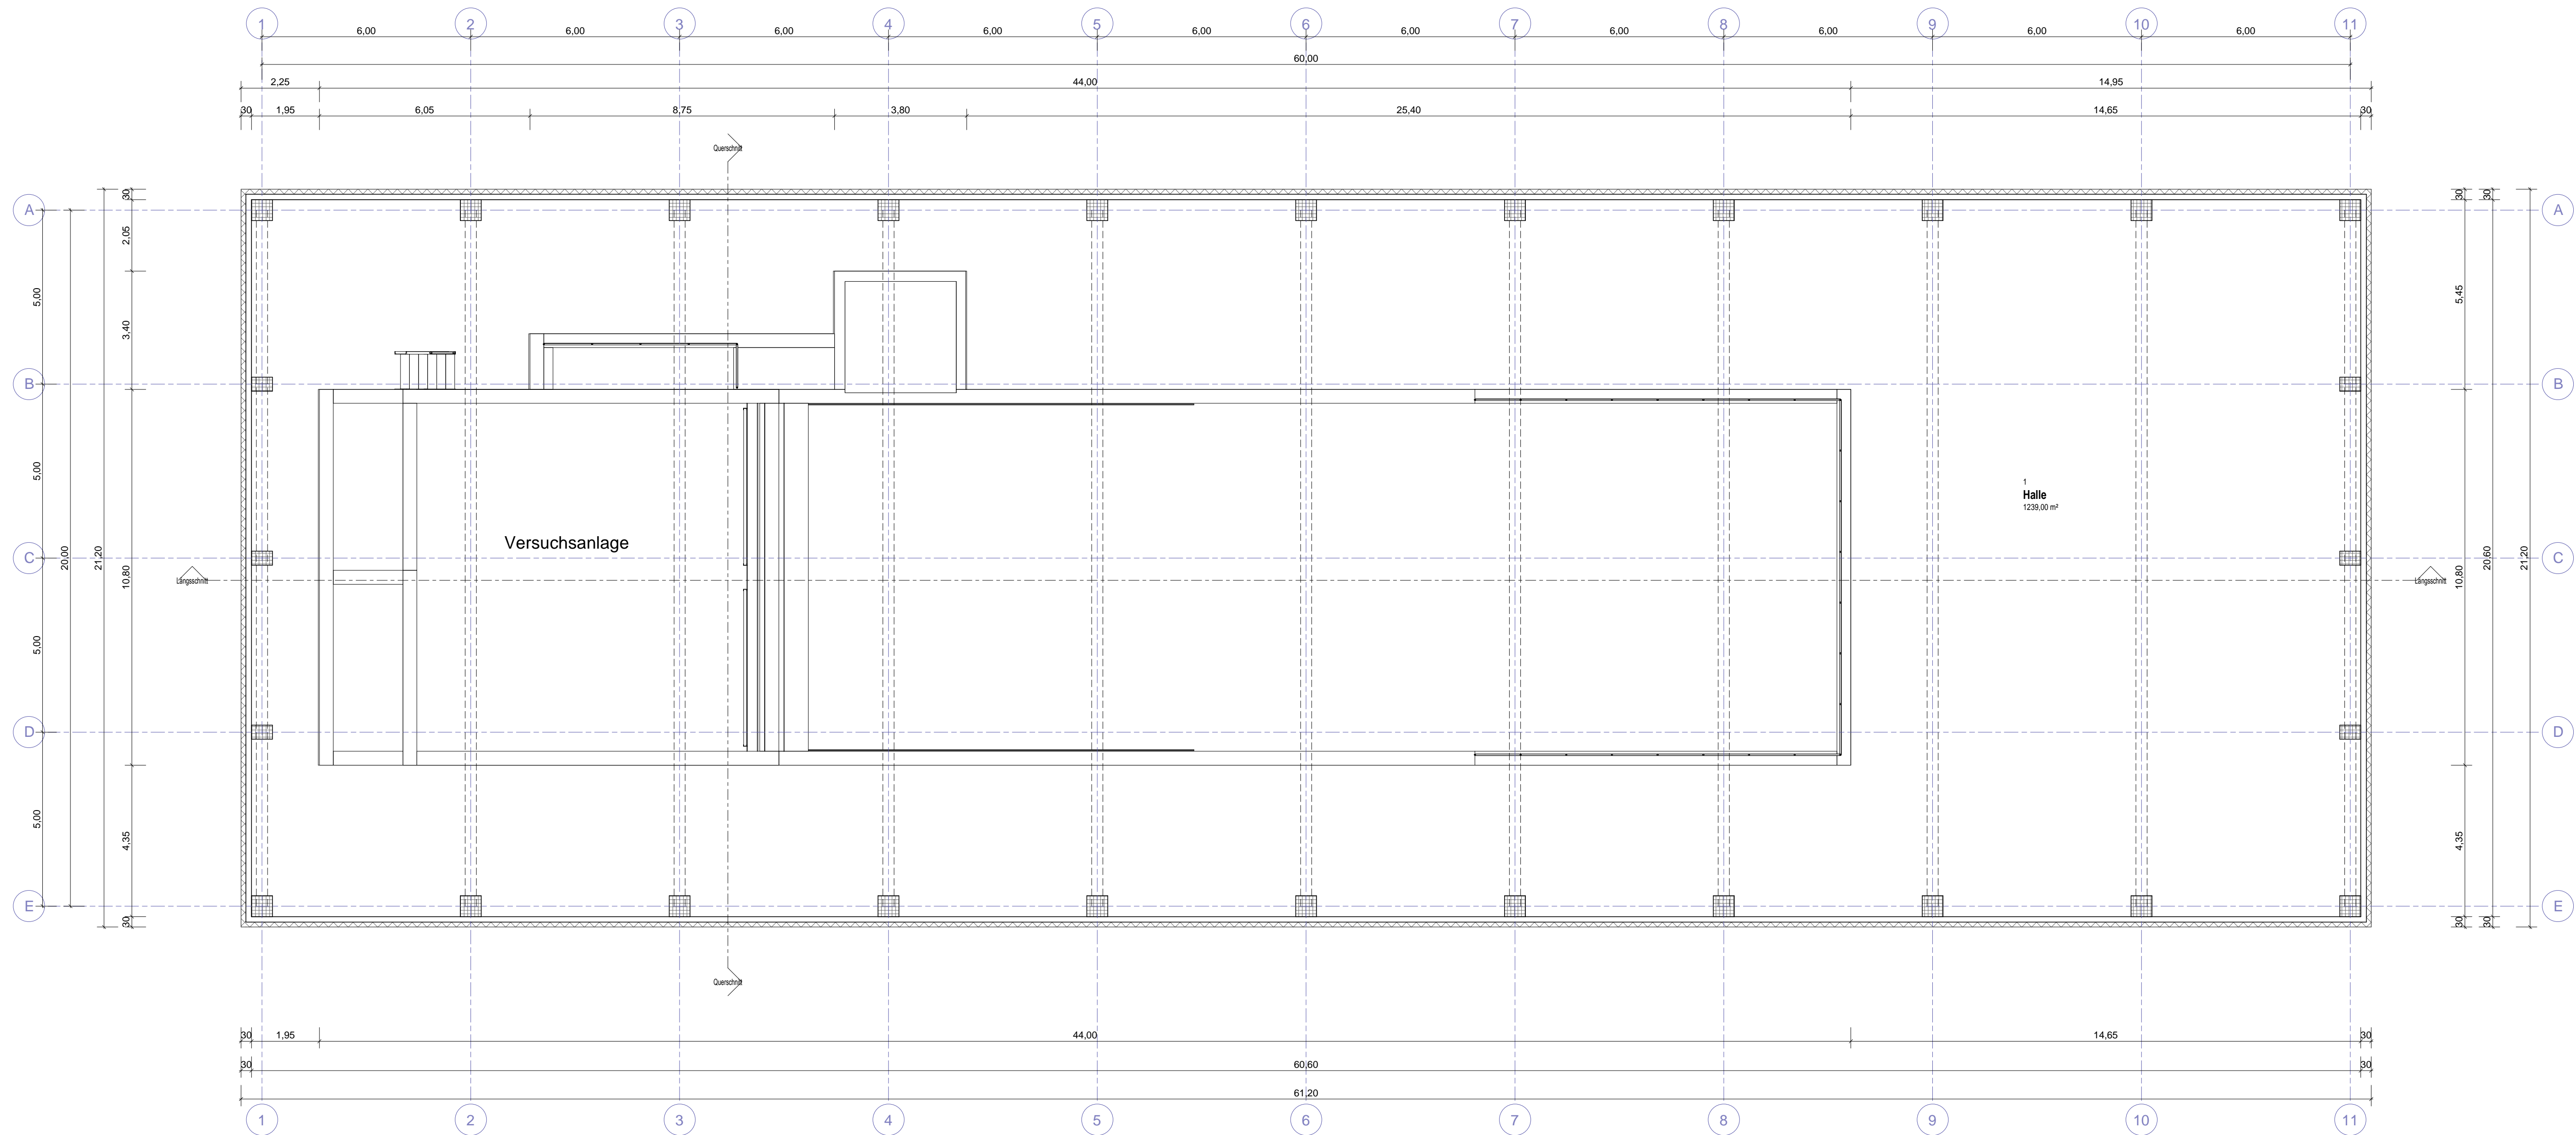 1 2 3 4 5 6 7 8 9 10 11
6,00 6,00 6,00 6,00 6,00 6,00 6,00 6,00 6,00 6,00
60,00
2,25 44,00 14,95
30 1,95 6,05 8,75 3,80 25,40 14,65 30
Querschnitt
A A
B B
C C
D D
E E
5,00 5,00 5,00 5,00
20,00
21,20
30 2,05 3,40 10,80 4,35 30
Versuchsanlage
1
Halle
1239,00 m²
Längsschnitt Längsschnitt
30 5,45 10,80 4,35 30
30 20,60 30
21,20
Querschnitt
30 1,95 44,00 14,65 30
30 60,60 30
61,20
1 2 3 4 5 6 7 8 9 10 11